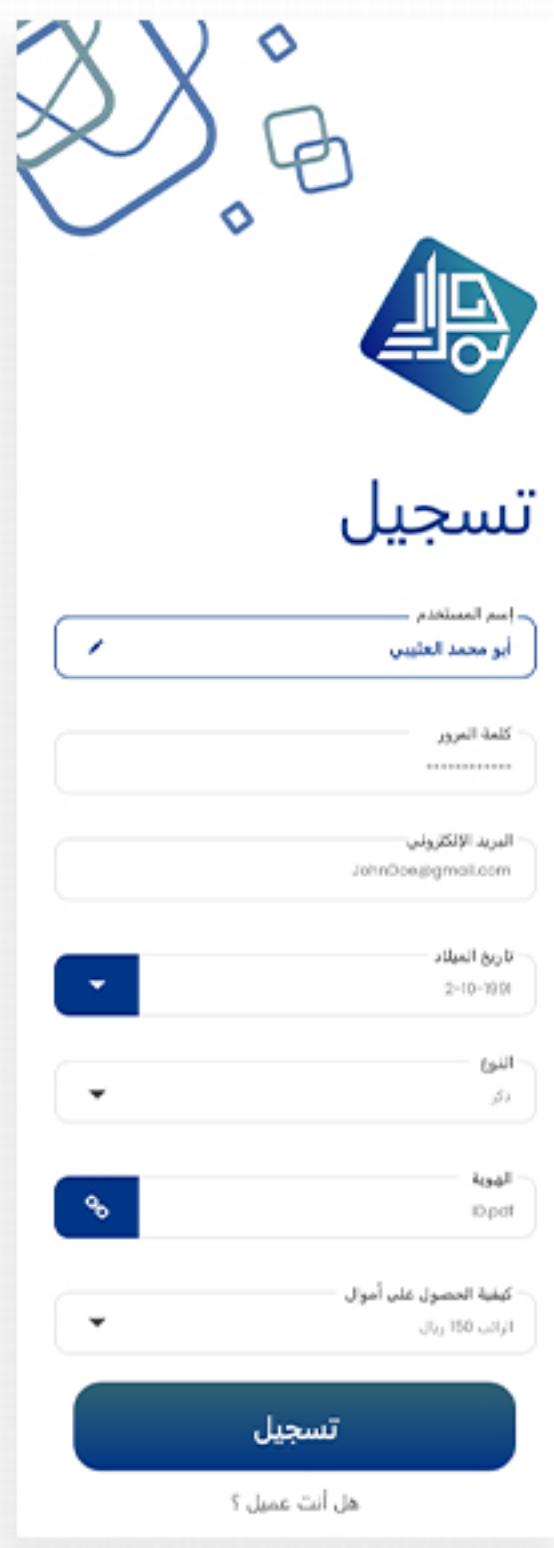 تسجيل
إسم المستخدم
أبو محمد العتيبي
كلمة المرور
************
البريد الإلكتروني
JohnDoe@gmail.com
تاريخ الميلاد
2-10-1991
النوع
ذكر
الهوية
ID.pdf
كيفية الحصول على أموال
الراتب 150 ريال
تسجيل
هل أنت عميل ؟